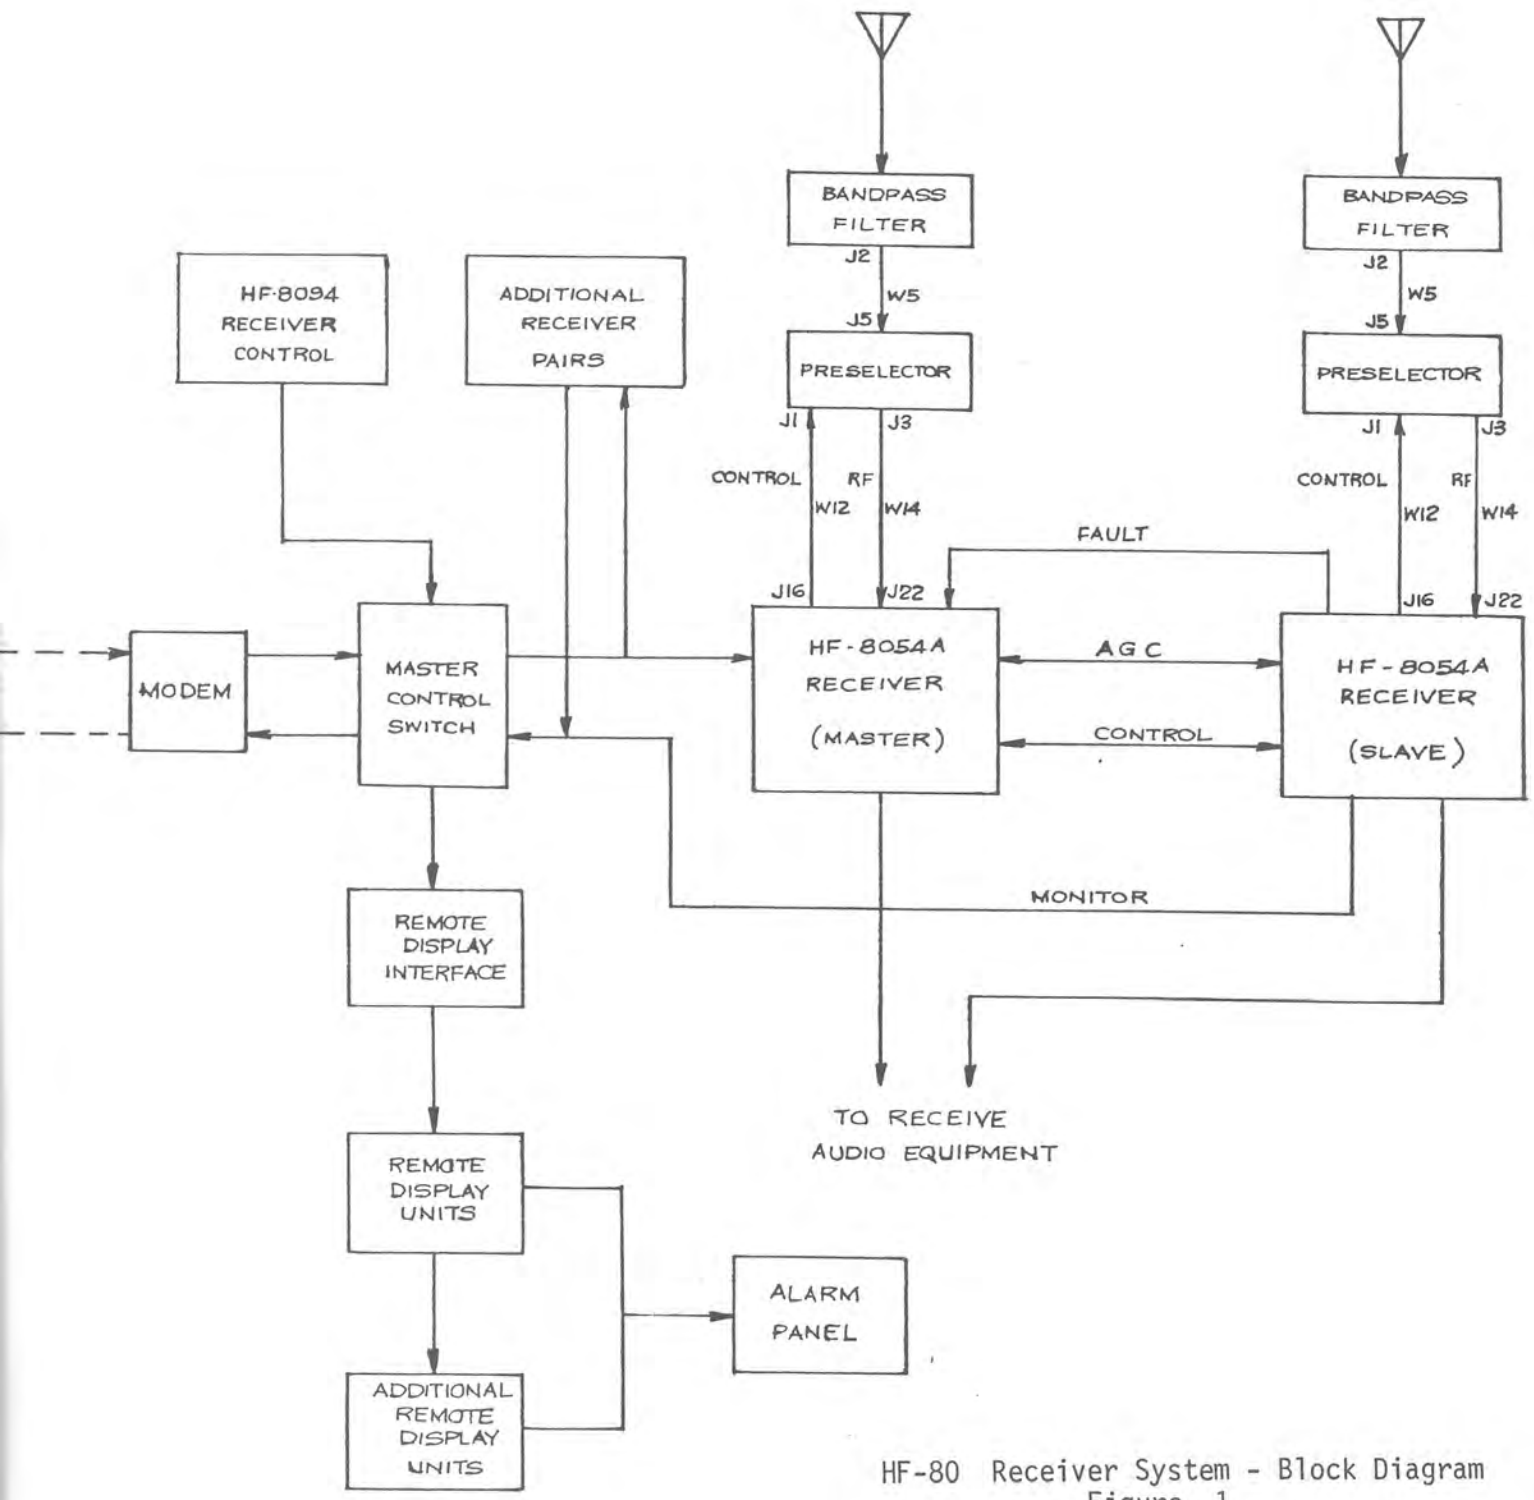 BANDPASS
FILTER
J2
W5
J5
PRESELECTOR
J1
J3
CONTROL
RF
W12
W14
J16
J22
BANDPASS
FILTER
J2
W5
J5
PRESELECTOR
J1
J3
CONTROL
RF
W12
W14
J16
J22
HF-8094
RECEIVER
CONTROL
ADDITIONAL
RECEIVER
PAIRS
FAULT
MODEM
MASTER
CONTROL
SWITCH
HF-8054A
RECEIVER
(MASTER)
AGC
CONTROL
HF-8054A
RECEIVER
(SLAVE)
MONITOR
REMOTE
DISPLAY
INTERFACE
TO RECEIVE
AUDIO EQUIPMENT
REMOTE
DISPLAY
UNITS
ALARM
PANEL
ADDITIONAL
REMOTE
DISPLAY
UNITS
HF-80 Receiver System - Block Diagram
Figure 1